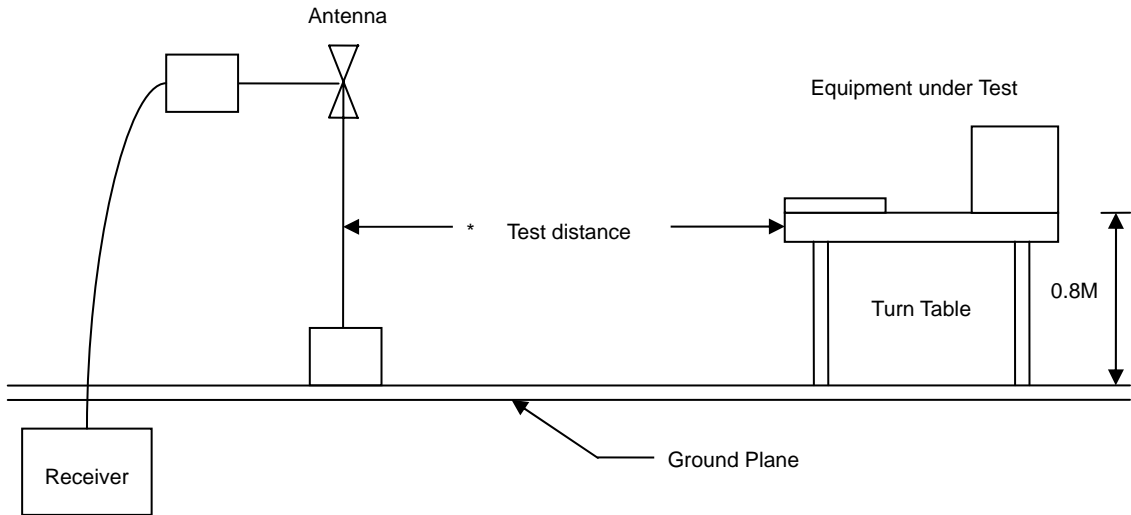 Antenna
Equipment under Test
* Test distance
0.8M
Turn Table
Ground Plane
Receiver